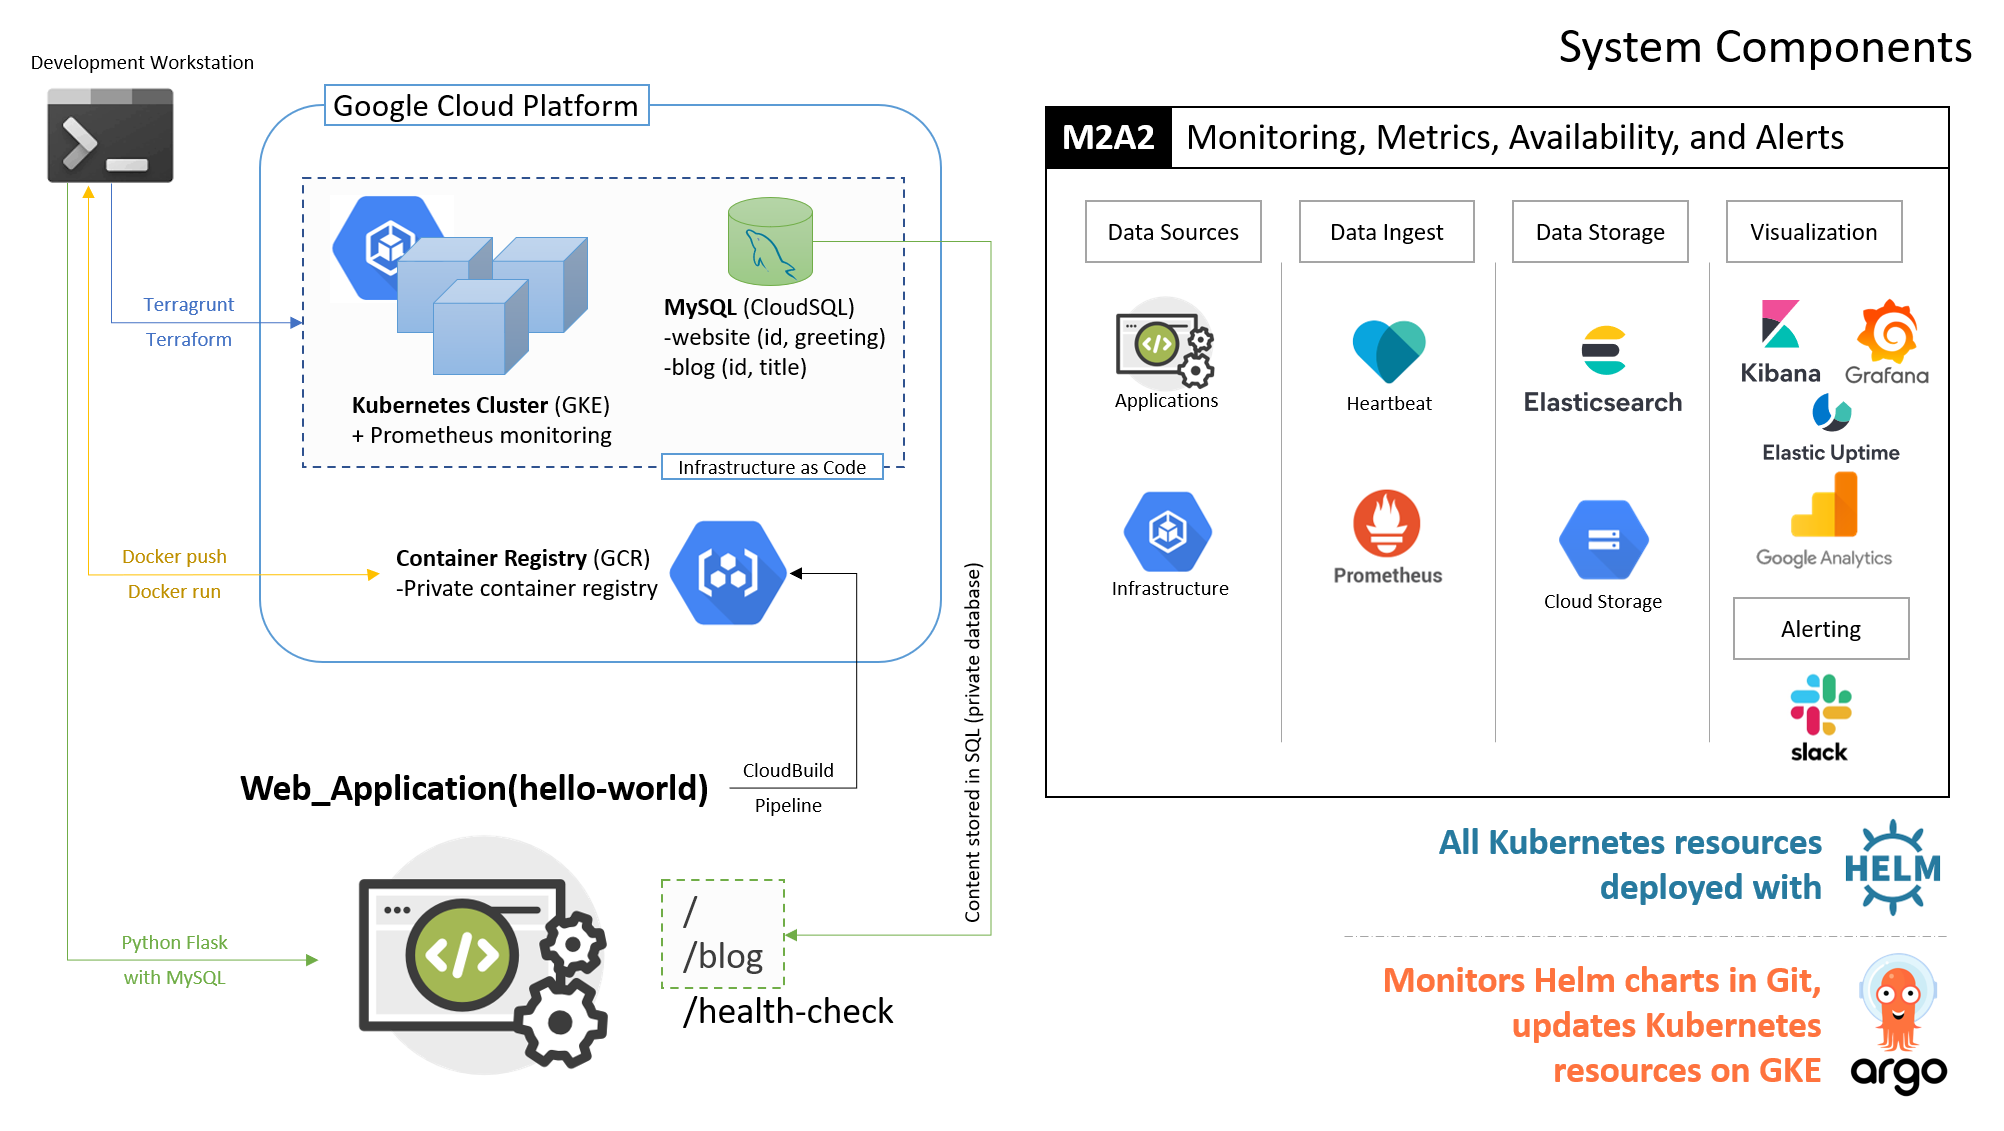 System Components
Development Workstation
Google Cloud Platform
Terragrunt
Terraform
Kubernetes Cluster (GKE)
+ Prometheus monitoring
MySQL (CloudSQL)
-website (id, greeting)
-blog (id, title)
Infrastructure as Code
Docker push
Docker run
Container Registry (GCR)
-Private container registry
Content stored in SQL (private database)
Web_Application(hello-world)
CloudBuild
Pipeline
Python Flask
with MySQL
/
/blog
/health-check
M2A2
Monitoring, Metrics, Availability, and Alerts
Data Sources
Applications
Infrastructure
Data Ingest
Heartbeat
Prometheus
Data Storage
Elasticsearch
Cloud Storage
Visualization
Kibana
Grafana
Elastic Uptime
Google Analytics
Alerting
slack
All Kubernetes resources
deployed with
HELM
Monitors Helm charts in Git,
updates Kubernetes
resources on GKE
argo